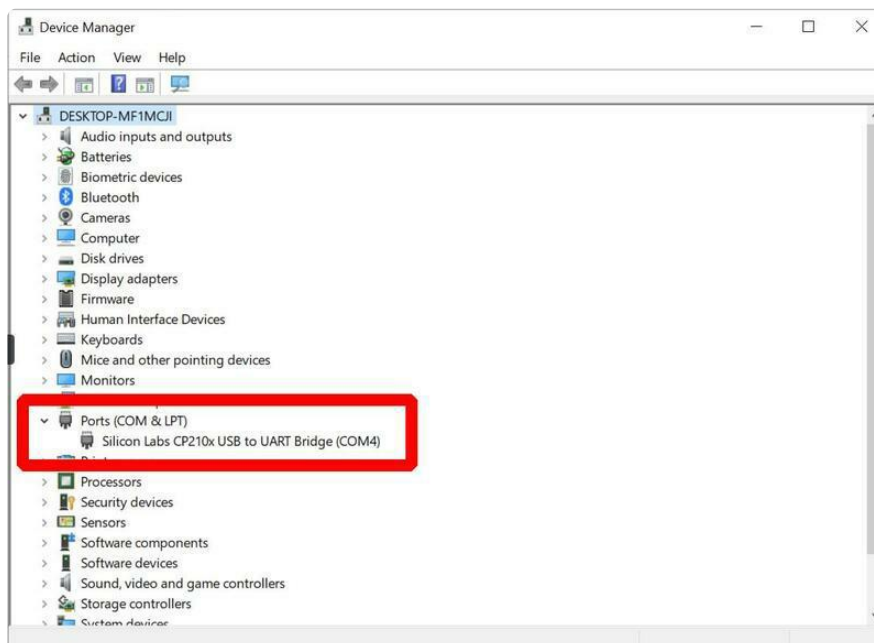 Device Manager
File Action View Help
DESKTOP-MF1MCJI
Audio inputs and outputs
Batteries
Biometric devices
Bluetooth
Cameras
Computer
Disk drives
Display adapters
Firmware
Human Interface Devices
Keyboards
Mice and other pointing devices
Monitors
Ports (COM & LPT)
Silicon Labs CP210x USB to UART Bridge (COM4)
Processors
Security devices
Sensors
Software components
Software devices
Sound, video and game controllers
Storage controllers
System devices